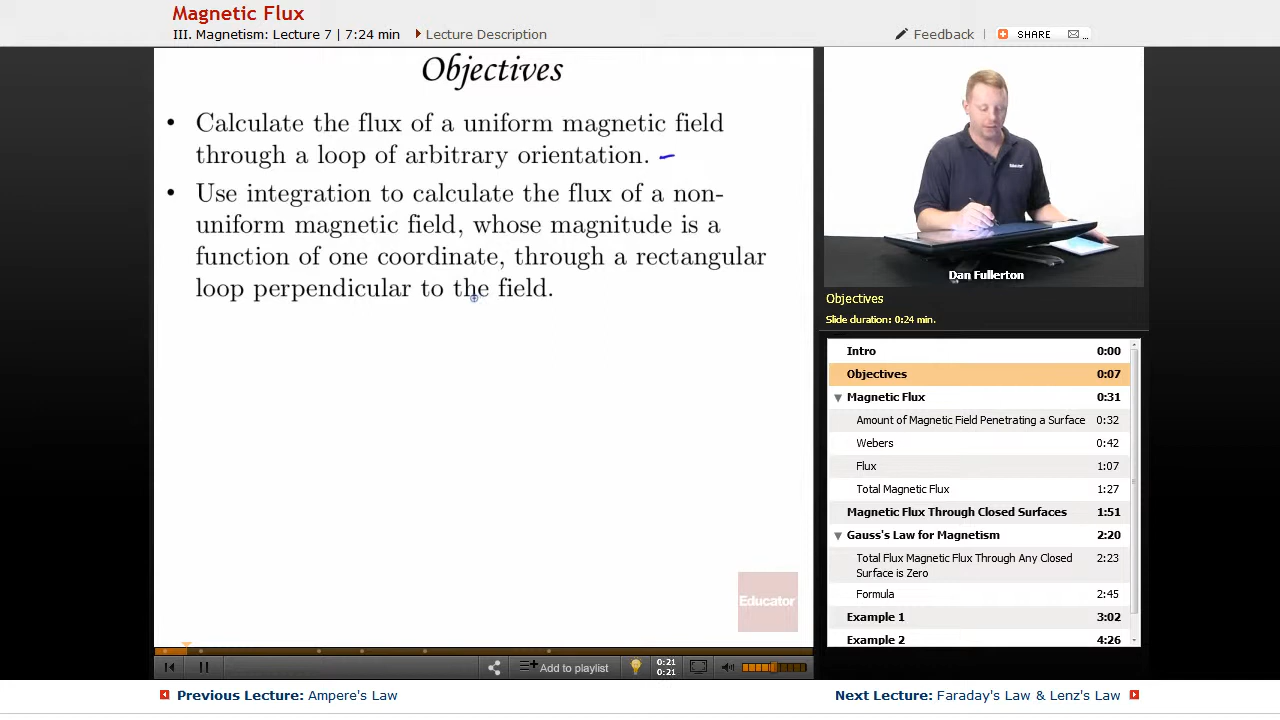 Magnetic Flux
III. Magnetism: Lecture 7 | 7:24 min
Lecture Description
Feedback
SHARE
Objectives
• Calculate the flux of a uniform magnetic field
through a loop of arbitrary orientation.
• Use integration to calculate the flux of a non-
uniform magnetic field, whose magnitude is a
function of one coordinate, through a rectangular
loop perpendicular to the field.
Educator
Dan Fullerton
Objectives
Slide duration: 0:24 min.
Intro 0:00
Objectives 0:07
Magnetic Flux 0:31
Amount of Magnetic Field Penetrating a Surface 0:32
Webers 0:42
Flux 1:07
Total Magnetic Flux 1:27
Magnetic Flux Through Closed Surfaces 1:51
Gauss's Law for Magnetism 2:20
Total Flux Magnetic Flux Through Any Closed 2:23
Surface is Zero
Formula 2:45
Example 1 3:02
Example 2 4:26
Add to playlist
0:21
0:21
Previous Lecture: Ampere's Law
Next Lecture: Faraday's Law & Lenz's Law